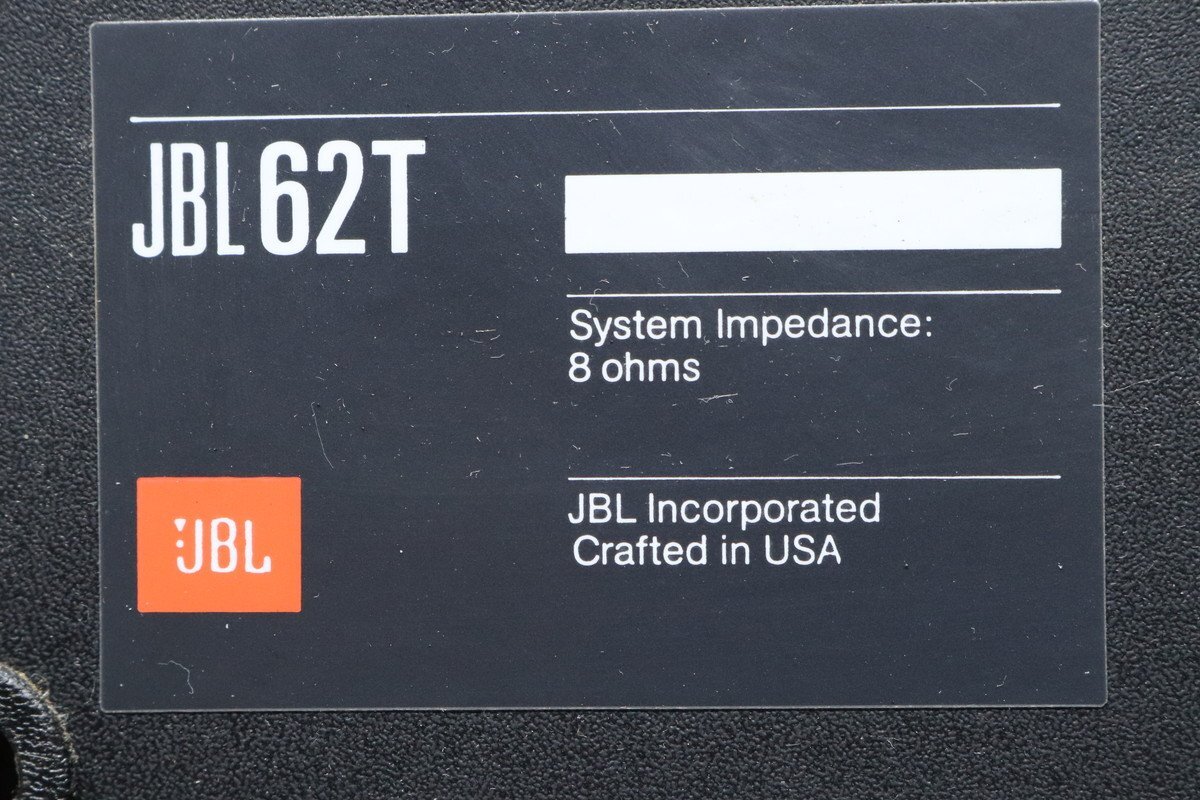 JBL 62T
System Impedance:
8 ohms
JBL Incorporated
Crafted in USA
JBL